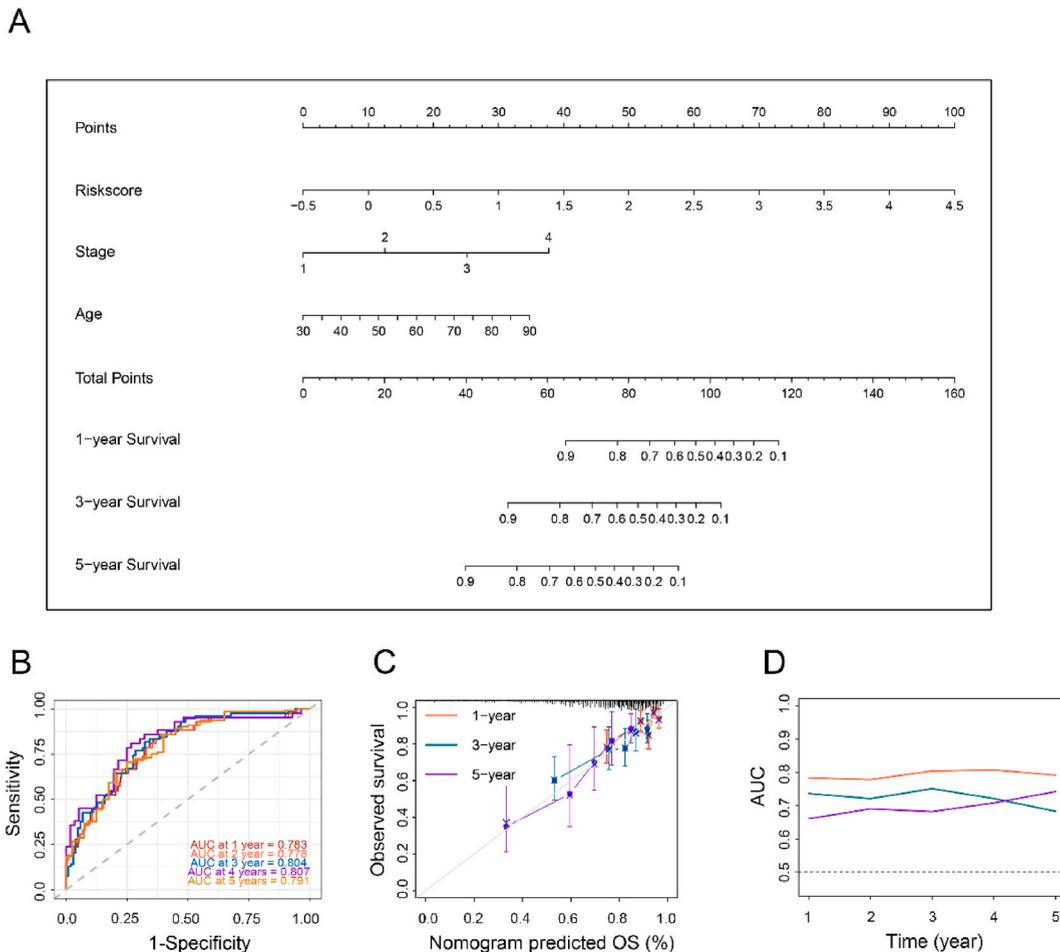 A
0 10 20 30 40 50 60 70 80 90 100
Points
Riskscore
−0.5 0 0.5 1 1.5 2 2.5 3 3.5 4 4.5
2 4
Stage
1 3
Age
30 40 50 60 70 80 90
Total Points
0 20 40 60 80 100 120 140 160
1−year Survival
0.9 0.8 0.7 0.6 0.5 0.4 0.3 0.2 0.1
3−year Survival
0.9 0.8 0.7 0.6 0.5 0.4 0.3 0.2 0.1
5−year Survival
0.9 0.8 0.7 0.6 0.5 0.4 0.3 0.2 0.1
B
Sensitivity
1.00
0.75
0.50
0.25
0.0
AUC at 1 year = 0.783
AUC at 2 year = 0.778
AUC at 3 year = 0.804
AUC at 4 years = 0.807
AUC at 5 years = 0.791
0.0 0.25 0.50 0.75 1.00
1-Specificity
C
Observed survival
1.0
0.8
0.6
0.4
0.2
0.0
1-year
3-year
5-year
0.0 0.2 0.4 0.6 0.8 1.0
Nomogram predicted OS (%)
D
AUC
1.0
0.9
0.8
0.7
0.6
0.5
1 2 3 4 5
Time (year)